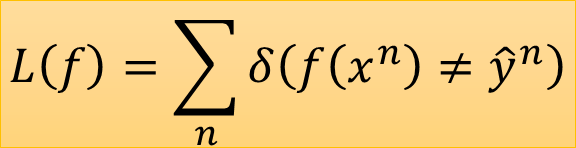 L(f) = ∑ₙ δ(f(xⁿ) ≠ ŷⁿ)